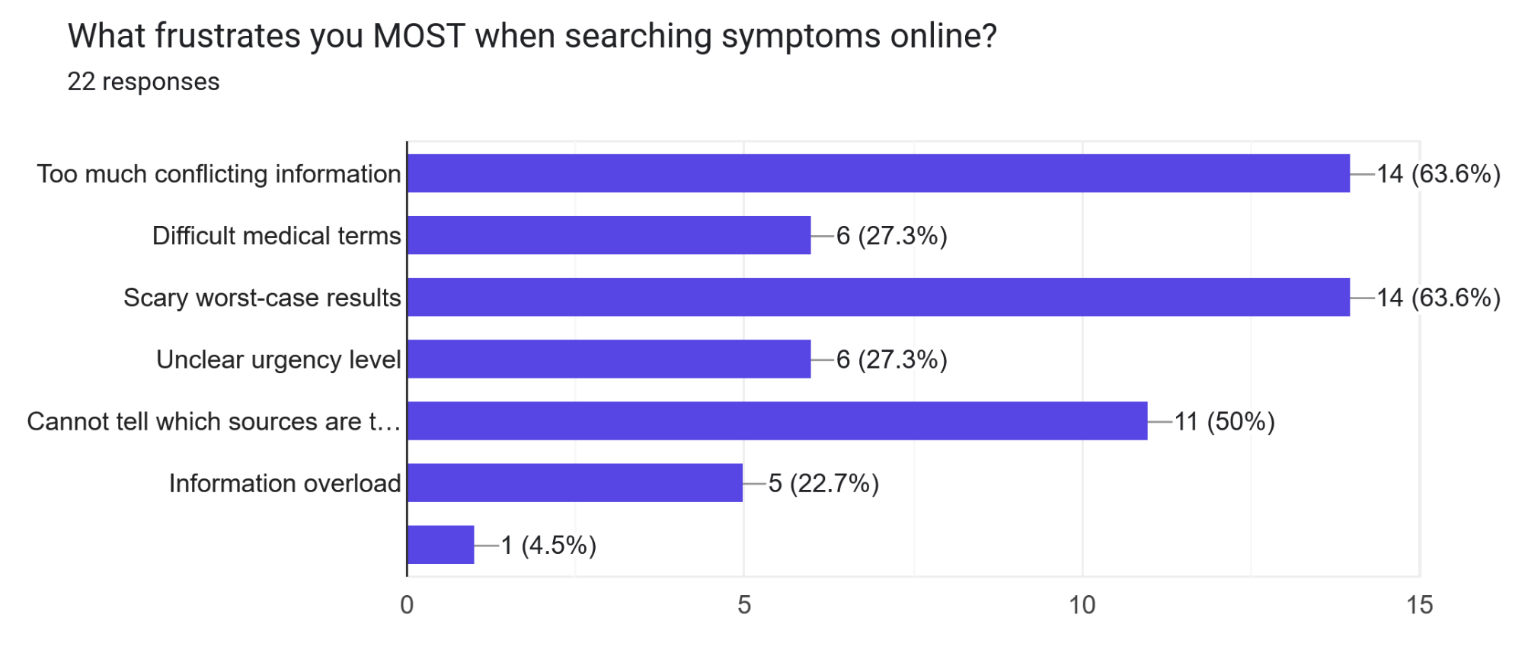 What frustrates you MOST when searching symptoms online?
22 responses
Too much conflicting information
14 (63.6%)
Difficult medical terms
6 (27.3%)
Scary worst-case results
14 (63.6%)
Unclear urgency level
6 (27.3%)
Cannot tell which sources are t…
11 (50%)
Information overload
5 (22.7%)
1 (4.5%)
0 5 10 15